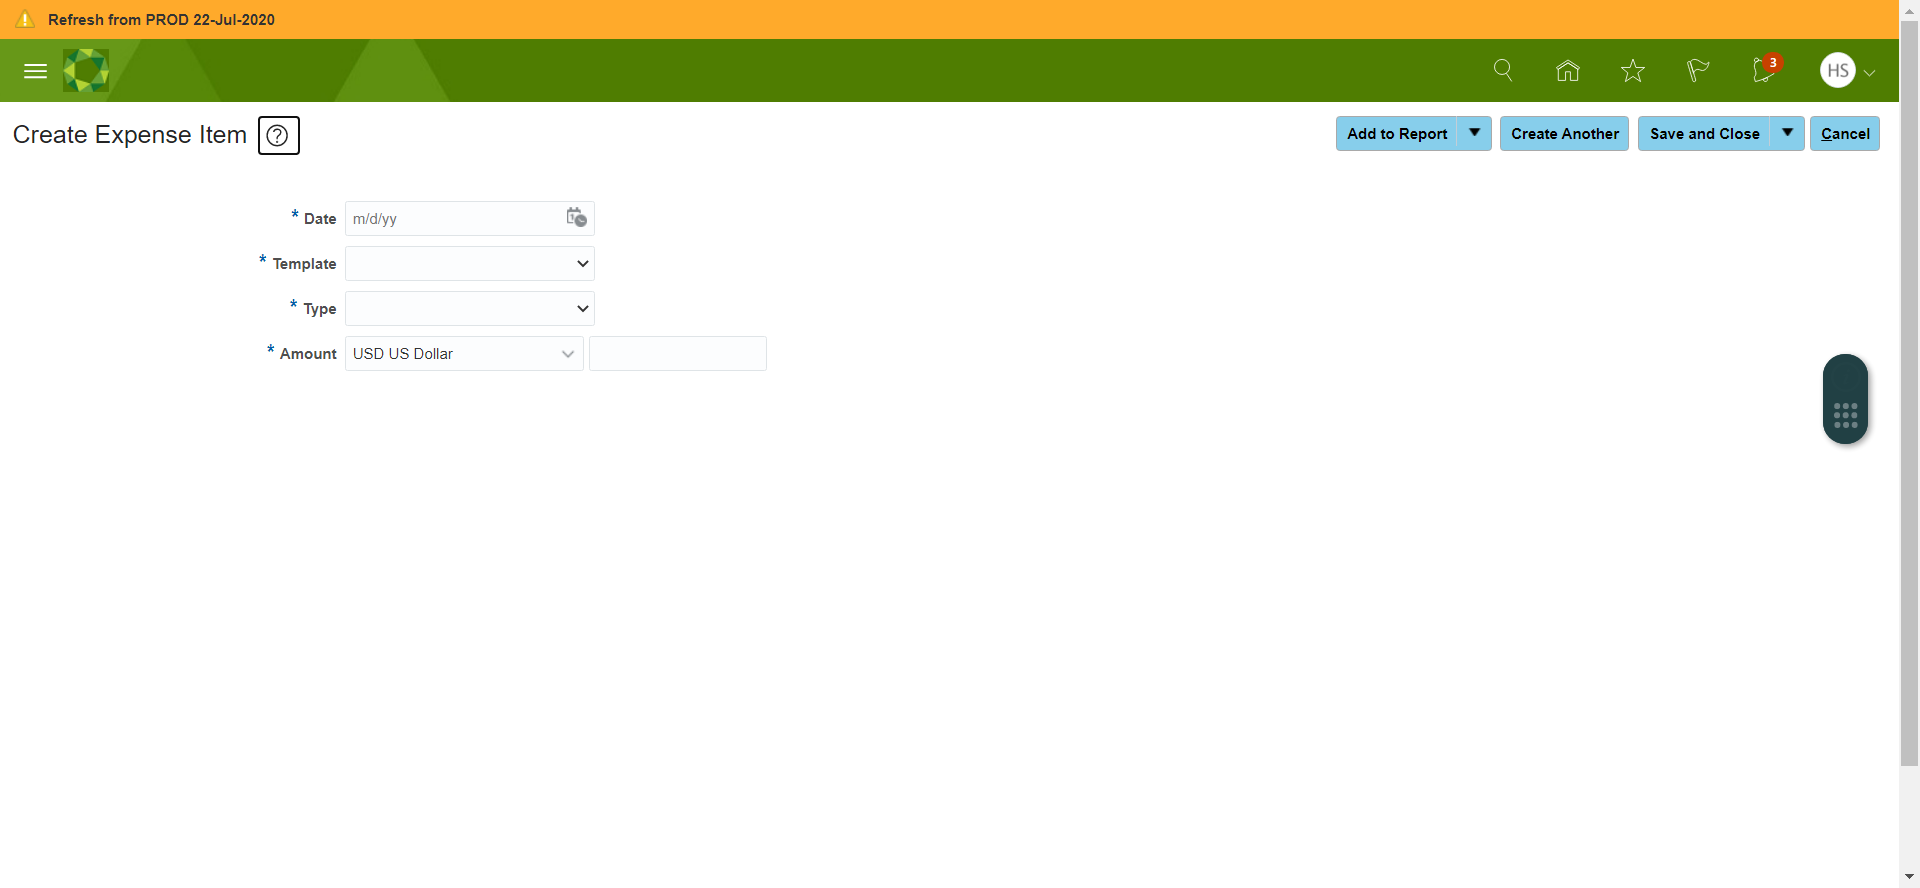 Refresh from PROD 22-Jul-2020
3
HS
Create Expense Item ?
Add to Report
Create Another
Save and Close
Cancel
* Date m/d/yy
* Template
* Type
* Amount USD US Dollar